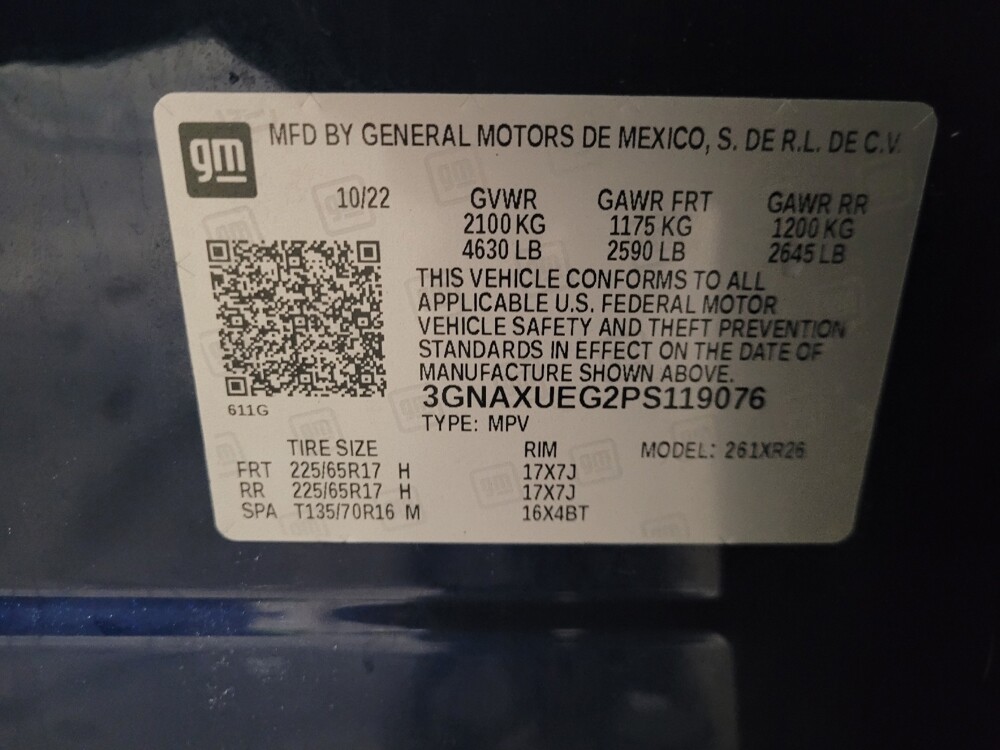 gm MFD BY GENERAL MOTORS DE MEXICO, S. DE R.L. DE C.V.
10/22 GVWR GAWR FRT GAWR RR
2100 KG 1175 KG 1200 KG
4630 LB 2590 LB 2645 LB
THIS VEHICLE CONFORMS TO ALL
APPLICABLE U.S. FEDERAL MOTOR
VEHICLE SAFETY AND THEFT PREVENTION
STANDARDS IN EFFECT ON THE DATE OF
MANUFACTURE SHOWN ABOVE.
3GNAXUEG2PS119076
611G
TYPE: MPV
TIRE SIZE RIM MODEL: 261XR26
FRT 225/65R17 H 17X7J
RR 225/65R17 H 17X7J
SPA T135/70R16 M 16X4BT